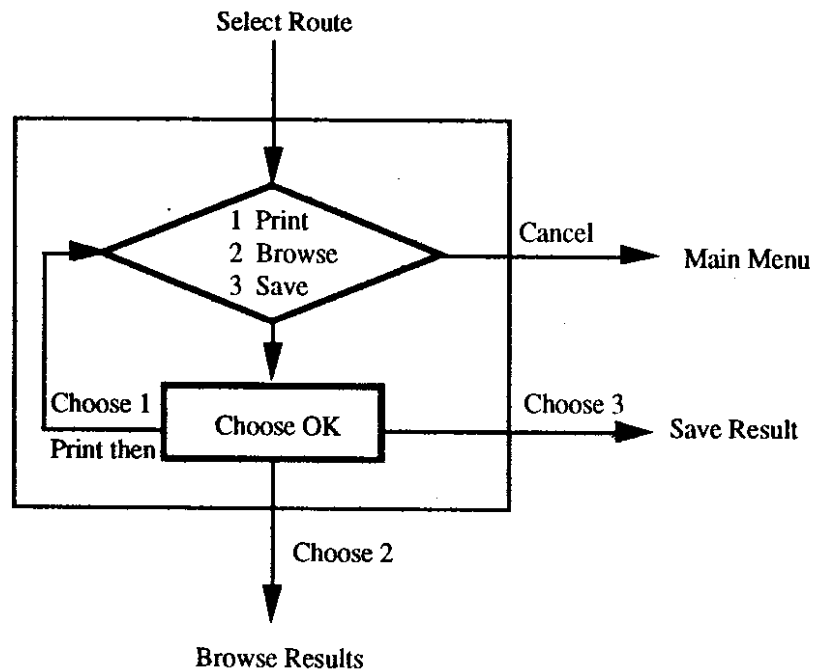 Select Route
1 Print
2 Browse
3 Save
Cancel
Main Menu
Choose 1
Print then
Choose OK
Choose 3
Save Result
Choose 2
Browse Results